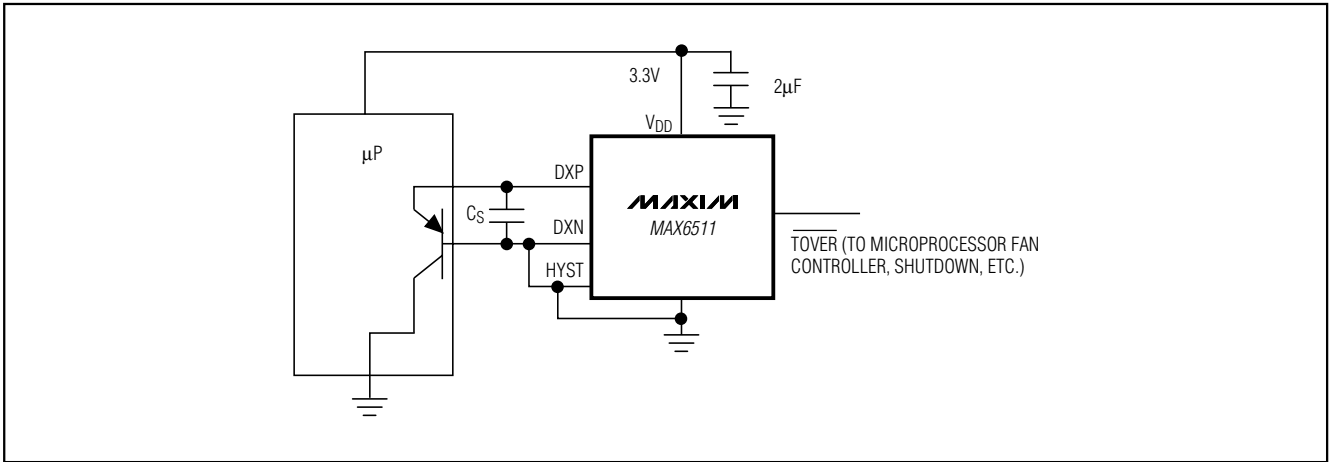 3.3V
2μF
VDD
μP
DXP
CS
MAXIM
MAX6511
DXN
HYST
TOVER (TO MICROPROCESSOR FAN
CONTROLLER, SHUTDOWN, ETC.)